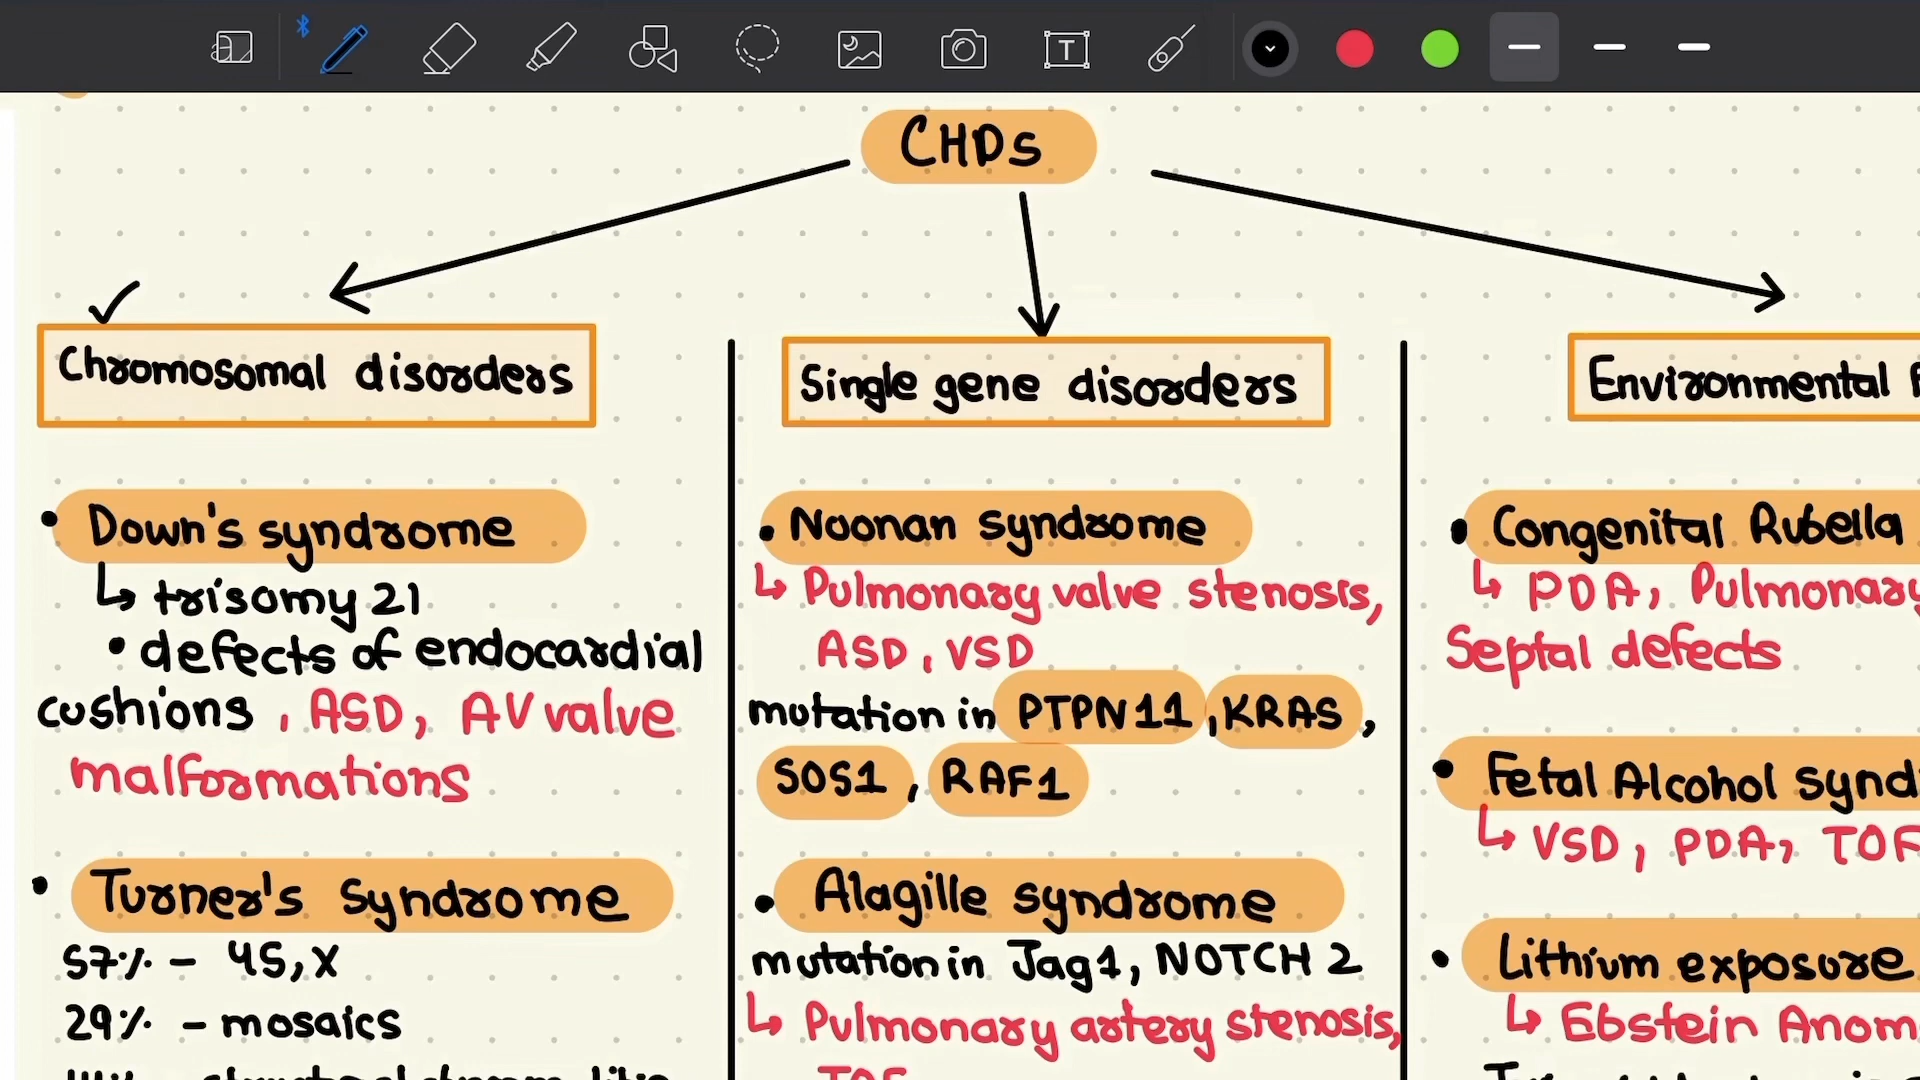 CHDs
Chromosomal disorders
• Down's syndrome
↳ trisomy 21
• defects of endocardial
cushions, ASD, AV valve
malformations
• Turner's Syndrome
57% - 45,X
29% - mosaics
Single gene disorders
• Noonan syndrome
↳ Pulmonary valve stenosis,
ASD, VSD
mutation in PTPN11, KRAS,
SOS1, RAF1
• Alagille syndrome
mutation in Jag1, NOTCH 2
↳ Pulmonary artery stenosis,
TOF
Environmental
• Congenital Rubella
↳ PDA, Pulmonary
Septal defects
• Fetal Alcohol synd
↳ VSD, PDA, TOF
• Lithium exposure
↳ Ebstein Anom